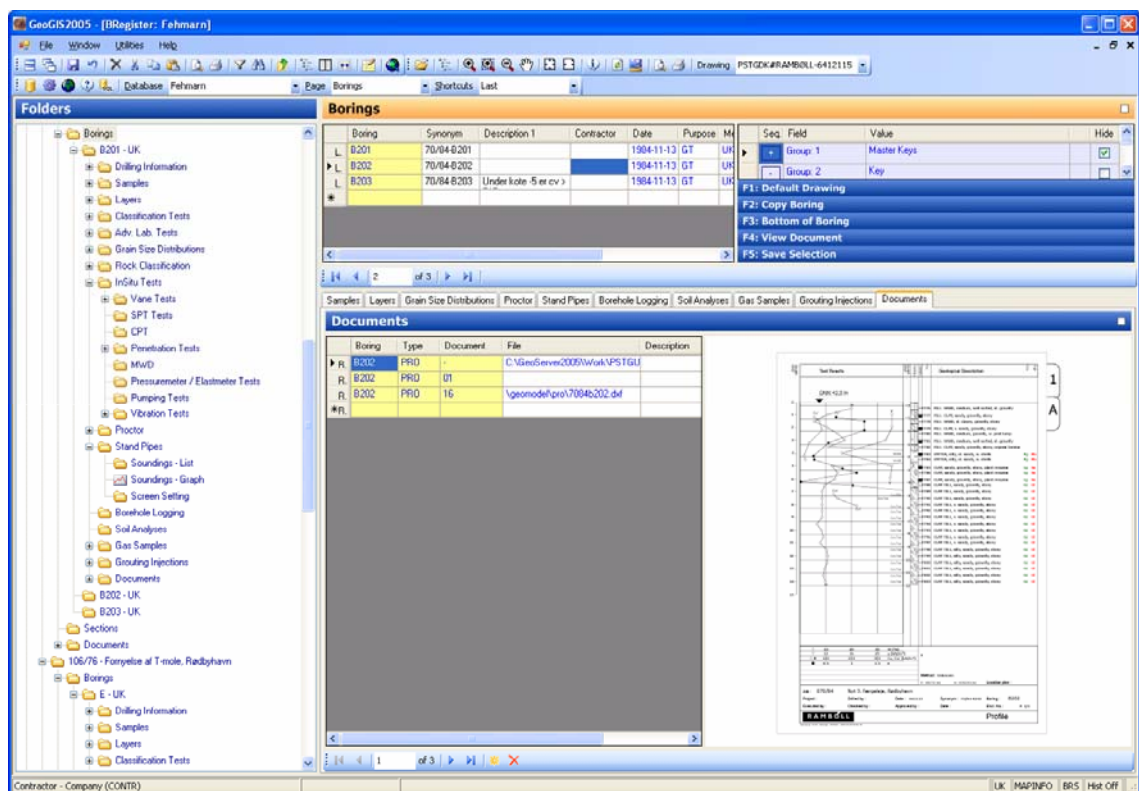 GeoGIS2005 - [BRegister: Fehmarn]
File Window Utilities Help
Drawing PSTGDK#RAMBØLL-6412115
Database Fehmarn Page Borings Shortcuts Last
Folders
Borings
B201 - UK
Drilling Information
Samples
Layers
Classification Tests
Adv. Lab. Tests
Grain Size Distributions
Rock Classification
InSitu Tests
Vane Tests
SPT Tests
CPT
Penetration Tests
MWD
Pressuremeter / Elastmeter Tests
Pumping Tests
Vibration Tests
Proctor
Stand Pipes
Soundings - List
Soundings - Graph
Screen Setting
Borehole Logging
Soil Analyses
Gas Samples
Grouting Injections
Documents
B202 - UK
B203 - UK
Sections
Documents
106/76 - Fornyelse af T-mole, Rødbyhavn
Borings
E - UK
Drilling Information
Samples
Layers
Classification Tests
Borings
Boring Synonym Description 1 Contractor Date Purpose Me
L B201 70/84-B201 1984-11-13 GT UK
L B202 70/84-B202 1984-11-13 GT UK
L B203 70/84-B203 Under kote -5 er cv > 1984-11-13 GT UK
Seq Field Value Hide
+ Group: 1 Master Keys
- Group: 2 Key
F1: Default Drawing
F2: Copy Boring
F3: Bottom of Boring
F4: View Document
F5: Save Selection
2 of 3
Samples Layers Grain Size Distributions Proctor Stand Pipes Borehole Logging Soil Analyses Gas Samples Grouting Injections Documents
Documents
Boring Type Document File Description
R. B202 PRO - C:\GeoServer2005\Work\PSTGU
R. B202 PRO 01
R. B202 PRO 16 \geomodel\pro\7084b202.dxf
R.
Test Results Geological Description
1
A
RAMBØLL Profile
1 of 3
Contractor - Company (CONTR) UK MAPINFO BRS Hist Off